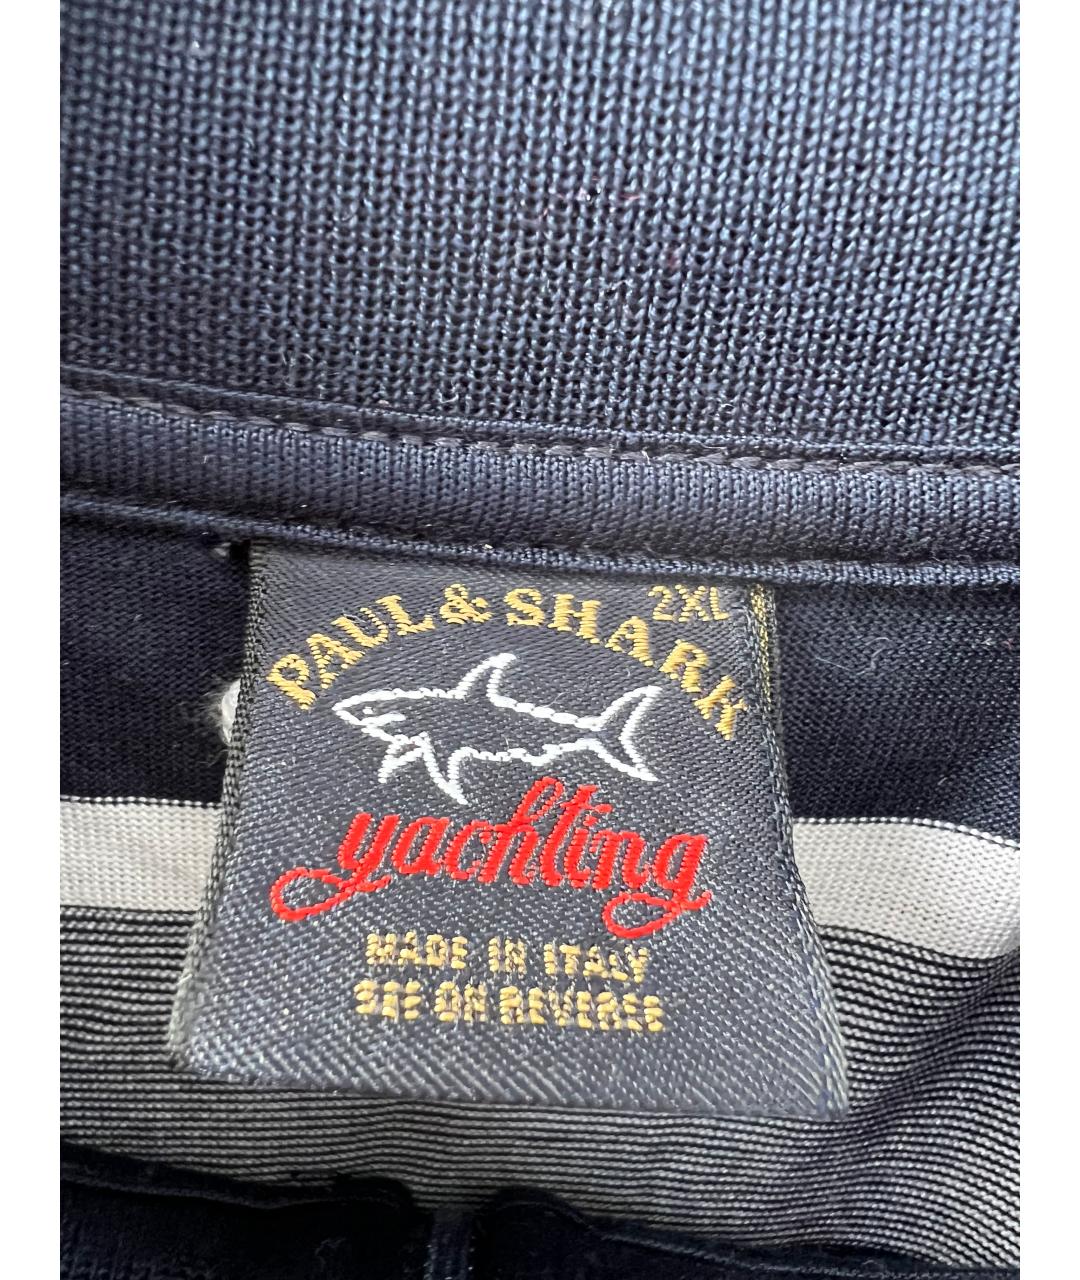 2XL
PAUL & SHARK
yachting
MADE IN ITALY
SEE ON REVERSE